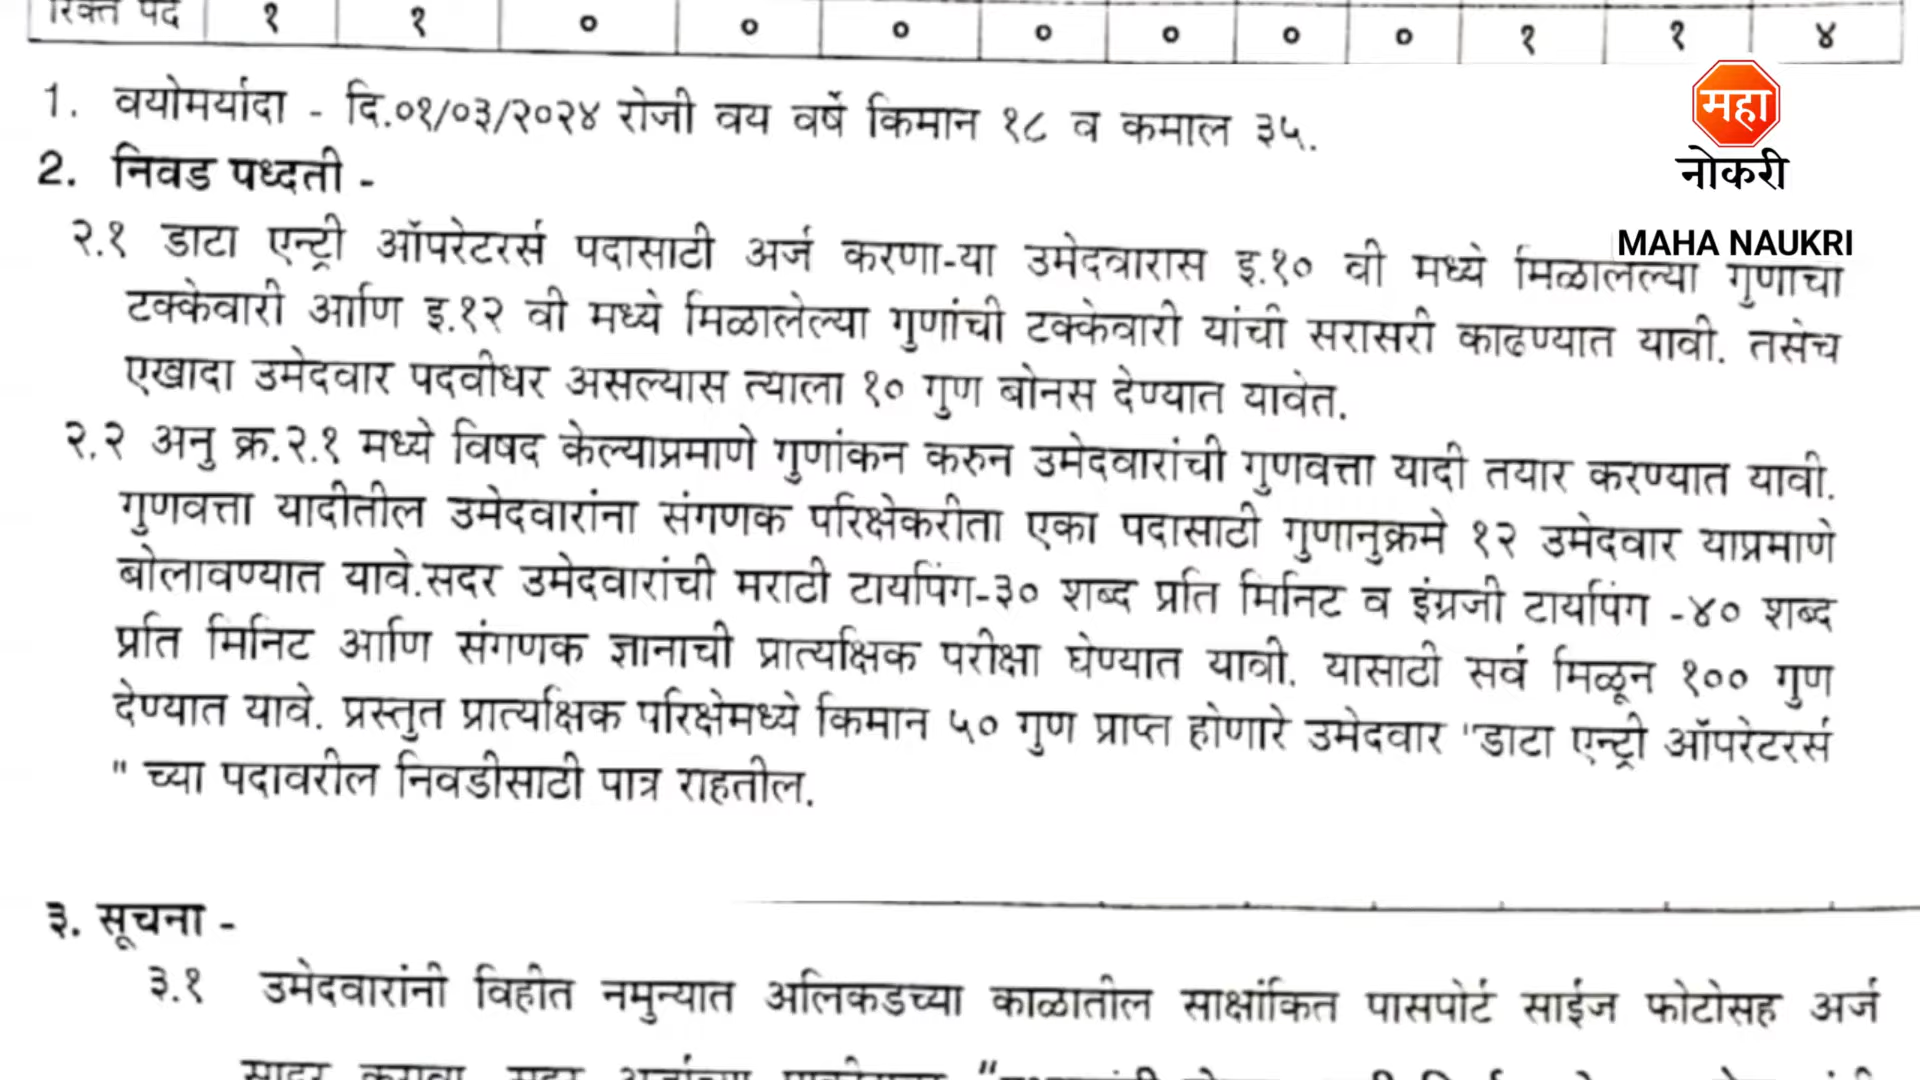 रिक्त पद १ १ ० ० ० ० ० ० ० १ १ ४
1. वयोमर्यादा - दि.०१/०३/२०२४ रोजी वय वर्षे किमान १८ व कमाल ३५.
महा
नोकरी
MAHA NAUKRI
2. निवड पध्दती -
२.१ डाटा एन्ट्री ऑपरेटरर्स पदासाठी अर्ज करणा-या उमेदवारास इ.१० वी मध्ये मिळालेल्या गुणाचा
टक्केवारी आणि इ.१२ वी मध्ये मिळालेल्या गुणांची टक्केवारी यांची सरासरी काढण्यात यावी. तसेच
एखादा उमेदवार पदवीधर असल्यास त्याला १० गुण बोनस देण्यात यावेत.
२.२ अनु क्र.२.१ मध्ये विषद केल्याप्रमाणे गुणांकन करुन उमेदवारांची गुणवत्ता यादी तयार करण्यात यावी.
गुणवत्ता यादीतील उमेदवारांना संगणक परिक्षेकरीता एका पदासाठी गुणानुक्रमे १२ उमेदवार याप्रमाणे
बोलावण्यात यावे.सदर उमेदवारांची मराठी टायपिंग-३० शब्द प्रति मिनिट व इंग्रजी टायपिंग -४० शब्द
प्रति मिनिट आणि संगणक ज्ञानाची प्रात्यक्षिक परीक्षा घेण्यात यावी. यासाठी सर्व मिळून १०० गुण
देण्यात यावे. प्रस्तुत प्रात्यक्षिक परिक्षेमध्ये किमान ५० गुण प्राप्त होणारे उमेदवार "डाटा एन्ट्री ऑपरेटरर्स
" च्या पदावरील निवडीसाठी पात्र राहतील.
३. सूचना -
३.१ उमेदवारांनी विहीत नमुन्यात अलिकडच्या काळातील साक्षांकित पासपोर्ट साईज फोटोसह अर्ज